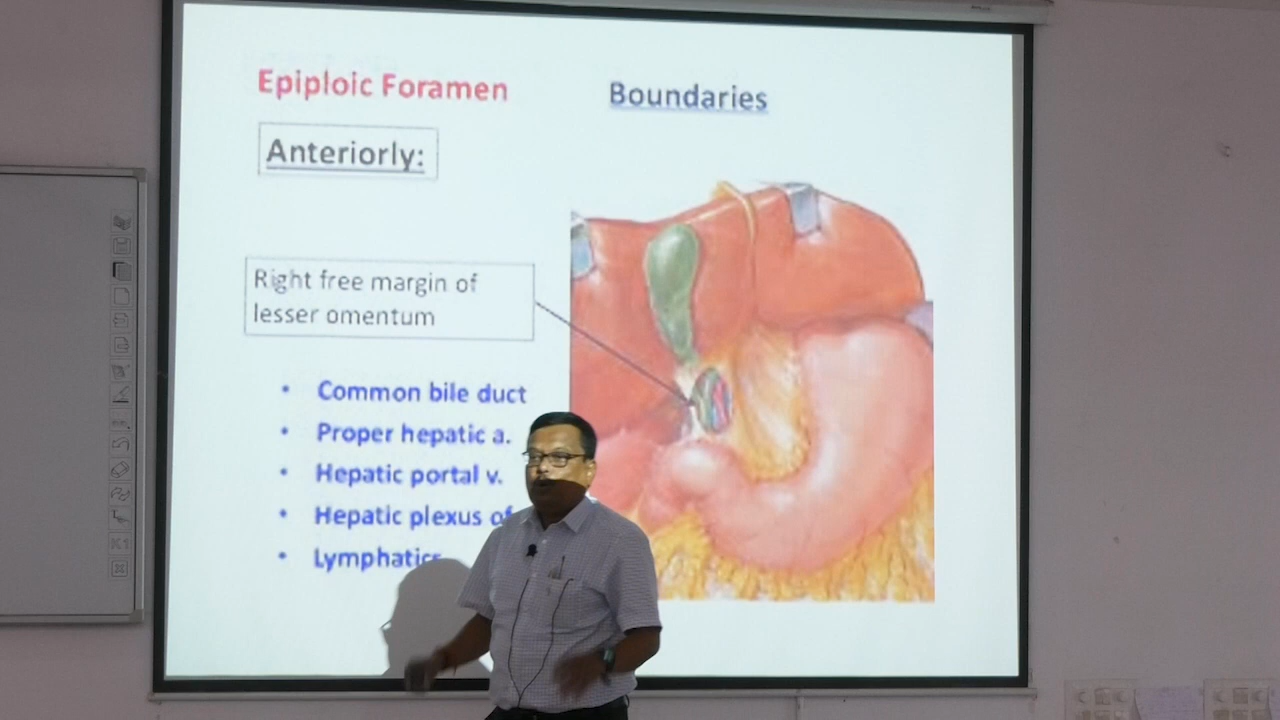 Epiploic Foramen
Boundaries
Anteriorly:
Right free margin of
lesser omentum
• Common bile duct
• Proper hepatic a.
• Hepatic portal v.
• Hepatic plexus of
• Lymphatics
K1